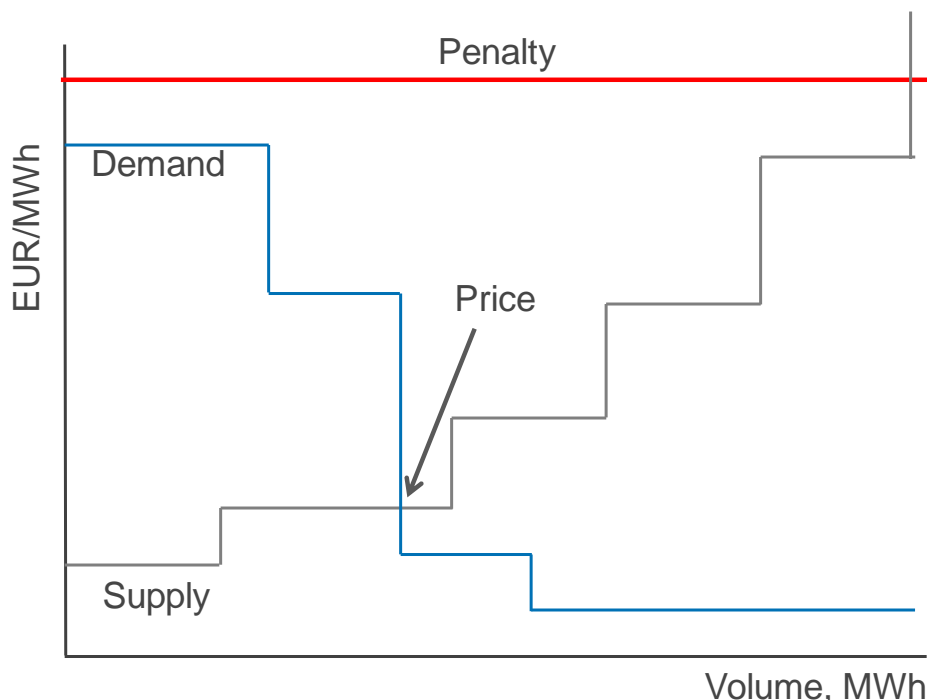 Penalty
EUR/MWh
Demand
Price
Supply
Volume, MWh